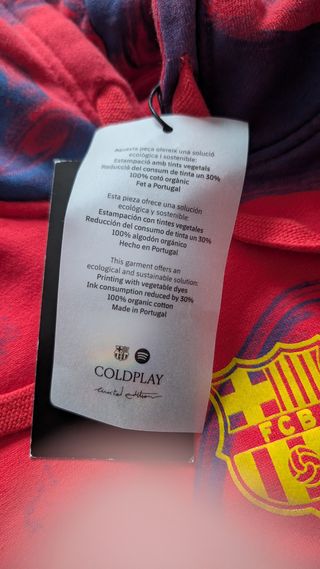 Aquesta peça ofereix una solució
ecològica i sostenible:
Estampació amb tints vegetals
Reducció del consum de tinta un 30%
100% cotó orgànic
Fet a Portugal
Esta pieza ofrece una solución
ecológica y sostenible:
Estampación con tintes vegetales
Reducción del consumo de tinta un 30%
100% algodón orgánico
Hecho en Portugal
This garment offers an
ecological and sustainable solution:
Printing with vegetable dyes
Ink consumption reduced by 30%
100% organic cotton
Made in Portugal
COLDPLAY
Limited edition
FCB